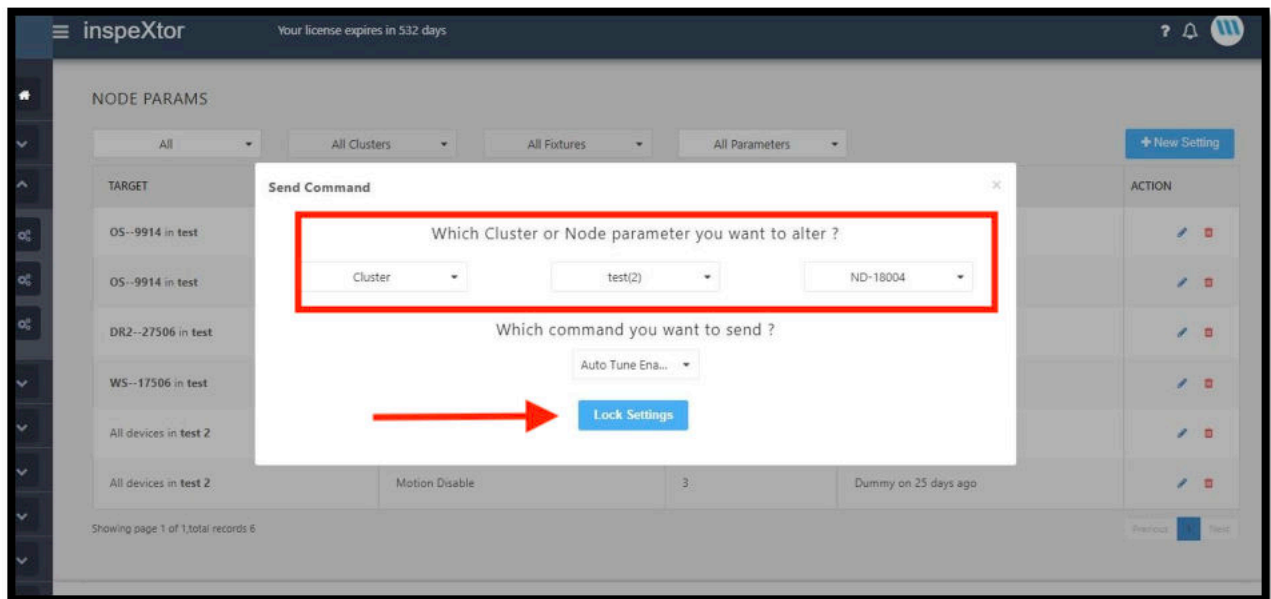 inspeXtor Your license expires in 532 days ?
NODE PARAMS
All All Clusters All Fixtures All Parameters + New Setting
TARGET ACTION
Send Command ×
Which Cluster or Node parameter you want to alter ?
Cluster test(2) ND-18004
Which command you want to send ?
Auto Tune Ena...
Lock Settings
OS--9914 in test
OS--9914 in test
DR2--27506 in test
WS--17506 in test
All devices in test 2
All devices in test 2 Motion Disable 3 Dummy on 25 days ago
Showing page 1 of 1,total records 6 Previous Next